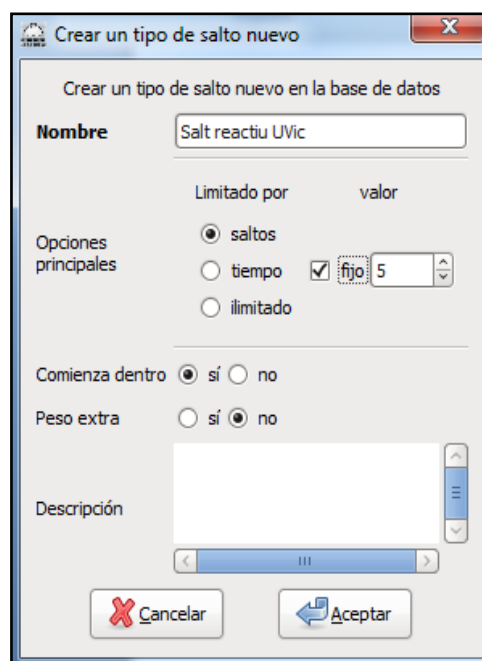 Crear un tipo de salto nuevo
Crear un tipo de salto nuevo en la base de datos
Nombre Salt reactiu UVic
Limitado por valor
Opciones principales
saltos
tiempo fijo 5
ilimitado
Comienza dentro sí no
Peso extra sí no
Descripción
Cancelar Aceptar